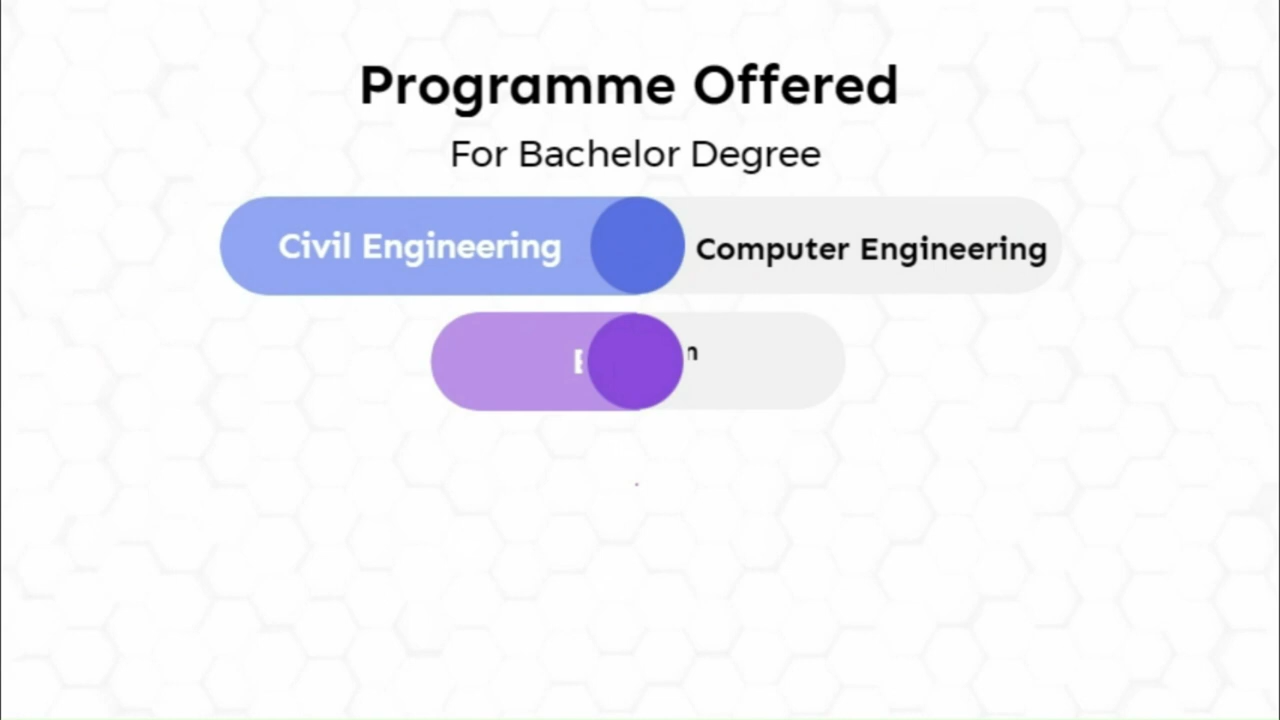 Programme Offered
For Bachelor Degree
Civil Engineering
Computer Engineering